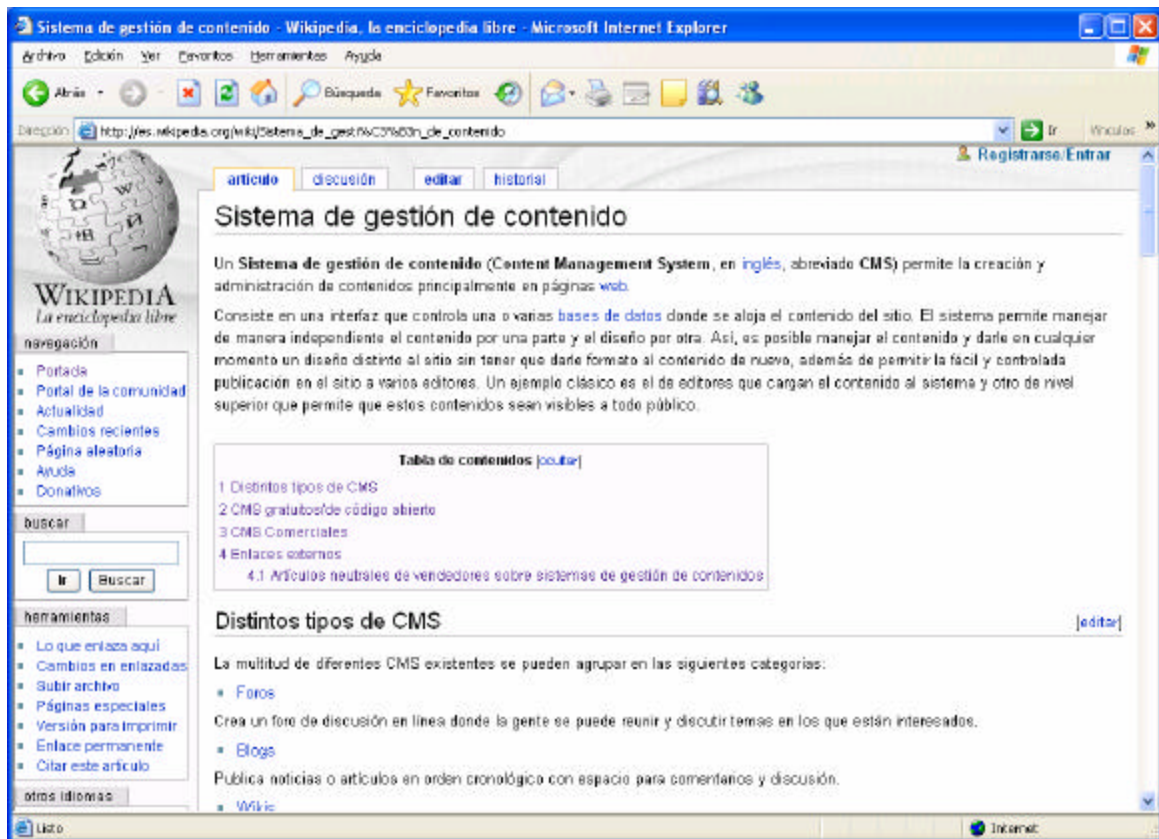 Sistema de gestión de contenido - Wikipedia, la enciclopedia libre - Microsoft Internet Explorer
Archivo Edición Ver Favoritos Herramientas Ayuda
Atrás Búsqueda Favoritos
Dirección http://es.wikipedia.org/wiki/Sistema_de_gesti%C3%B3n_de_contenido Ir Vínculos
Registrarse/Entrar
artículo discusión editar historial
Sistema de gestión de contenido
Un Sistema de gestión de contenido (Content Management System, en inglés, abreviado CMS) permite la creación y
administración de contenidos principalmente en páginas web.
Consiste en una interfaz que controla una o varias bases de datos donde se aloja el contenido del sitio. El sistema permite manejar
de manera independiente el contenido por una parte y el diseño por otra. Así, es posible manejar el contenido y darle en cualquier
momento un diseño distinto al sitio sin tener que darle formato al contenido de nuevo, además de permitir la fácil y controlada
publicación en el sitio a varios editores. Un ejemplo clásico es el de editores que cargan el contenido al sistema y otro de nivel
superior que permite que estos contenidos sean visibles a todo público.
Tabla de contenidos [ocultar]
1 Distintos tipos de CMS
2 CMS gratuitos/de código abierto
3 CMS Comerciales
4 Enlaces externos
4.1 Artículos neutrales de vendedores sobre sistemas de gestión de contenidos
Distintos tipos de CMS [editar]
La multitud de diferentes CMS existentes se pueden agrupar en las siguientes categorías:
Foros
Crea un foro de discusión en línea donde la gente se puede reunir y discutir temas en los que están interesados.
Blogs
Publica noticias o artículos en orden cronológico con espacio para comentarios y discusión.
Wikis
WIKIPEDIA
La enciclopedia libre
navegación
Portada
Portal de la comunidad
Actualidad
Cambios recientes
Página aleatoria
Ayuda
Donativos
buscar
Ir Buscar
herramientas
Lo que enlaza aquí
Cambios en enlazadas
Subir archivo
Páginas especiales
Versión para imprimir
Enlace permanente
Citar este artículo
otros idiomas
Listo Internet